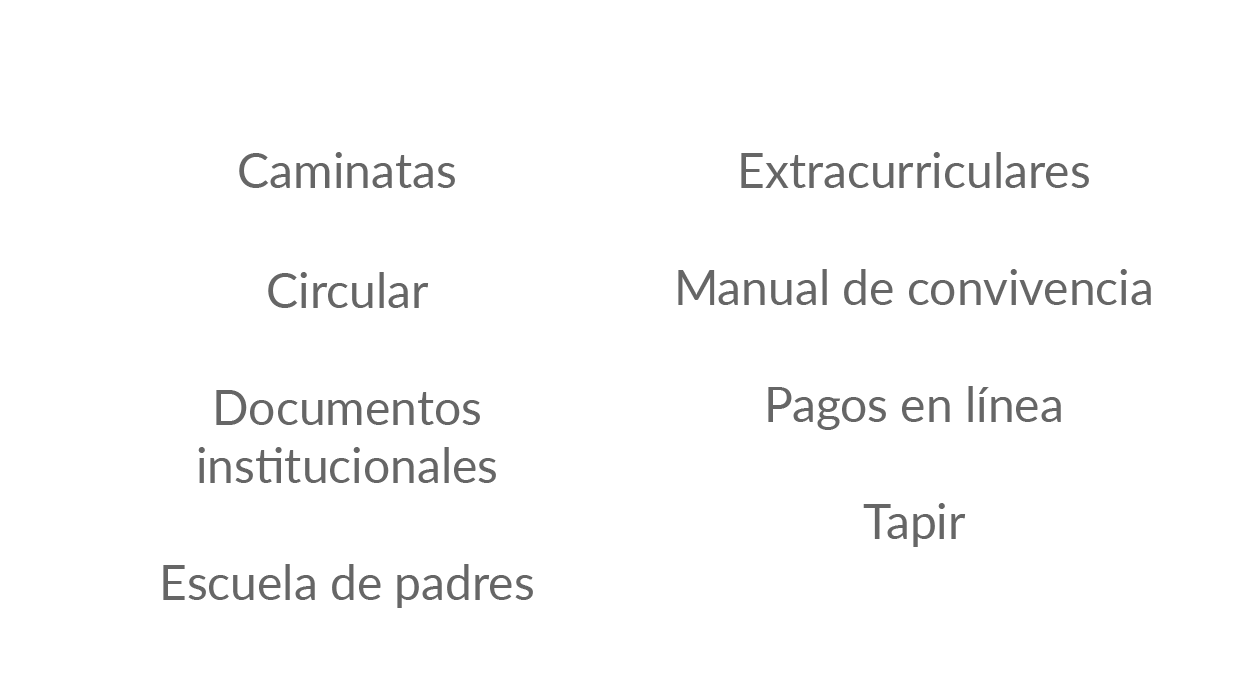 Caminatas
Circular
Documentos
institucionales
Escuela de padres
Extracurriculares
Manual de convivencia
Pagos en línea
Tapir